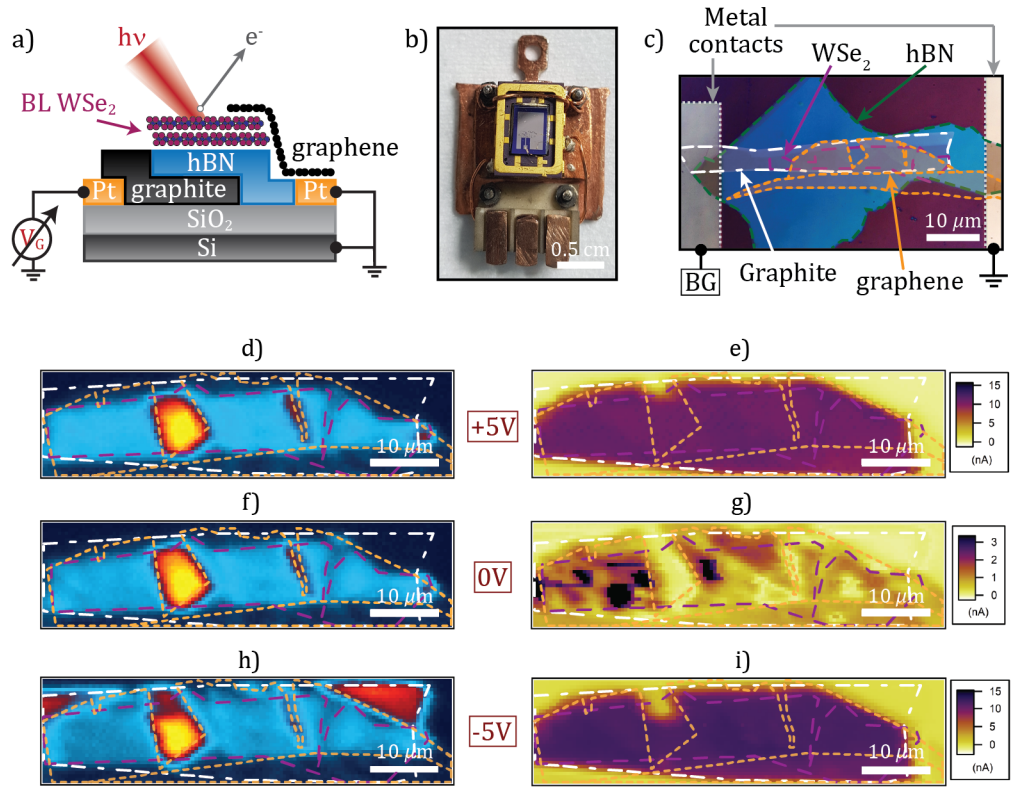 a)
hν
e⁻
BL WSe₂
graphene
hBN
Pt
graphite
Pt
V_G
SiO₂
Si
b)
0.5 cm
Metal
contacts
c)
WSe₂
hBN
10 μm
BG
Graphite
graphene
d)
10 μm
+5V
e)
10 μm
15
10
5
0
(nA)
f)
10 μm
0V
g)
10 μm
3
2
1
0
(nA)
h)
10 μm
-5V
i)
10 μm
15
10
5
0
(nA)